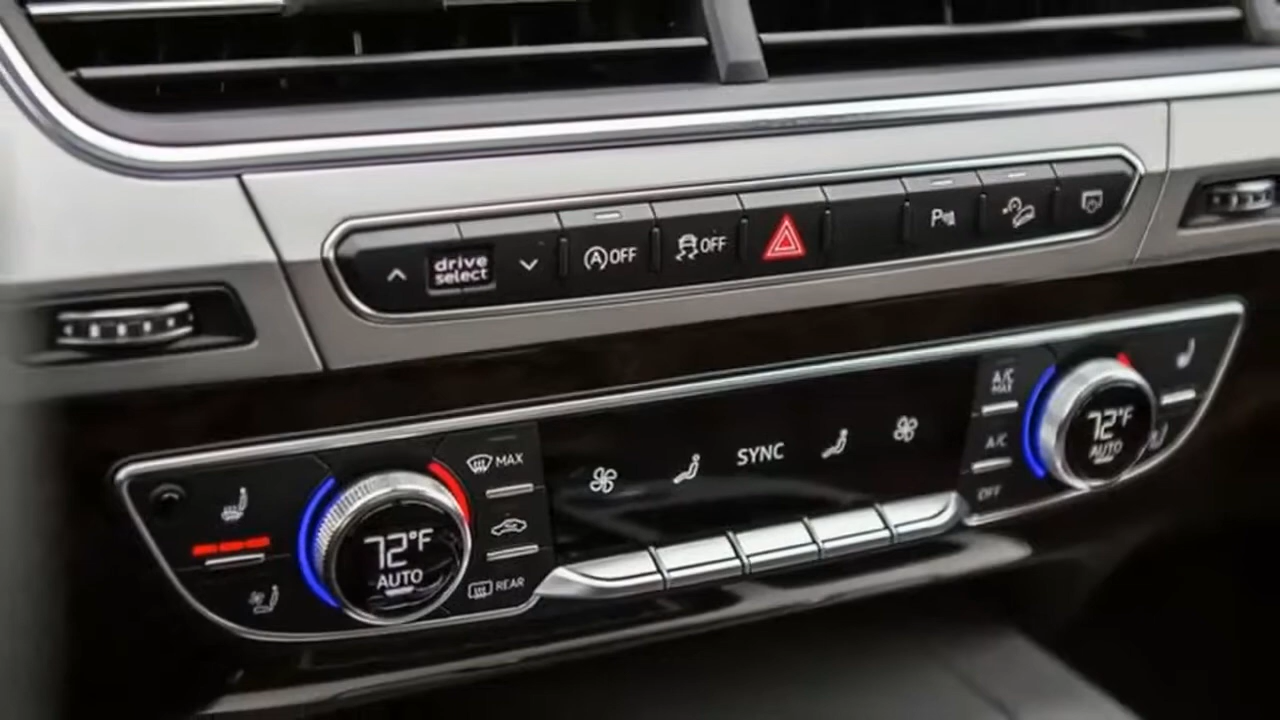 drive
select
(A)OFF
OFF
P
A/C
MAX
72°F
AUTO
A/C
OFF
MAX
SYNC
72°F
AUTO
REAR